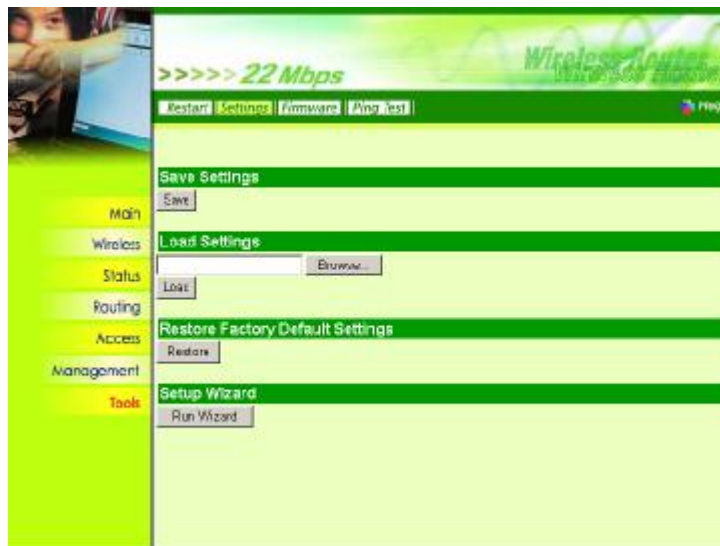 >>>>> 22 Mbps
Wireless Router
Restart Settings Firmware Ping Test
Save Settings
Save
Main
Wireless
Status
Routing
Access
Management
Tools
Load Settings
Browse...
Load
Restore Factory Default Settings
Restore
Setup Wizard
Run Wizard